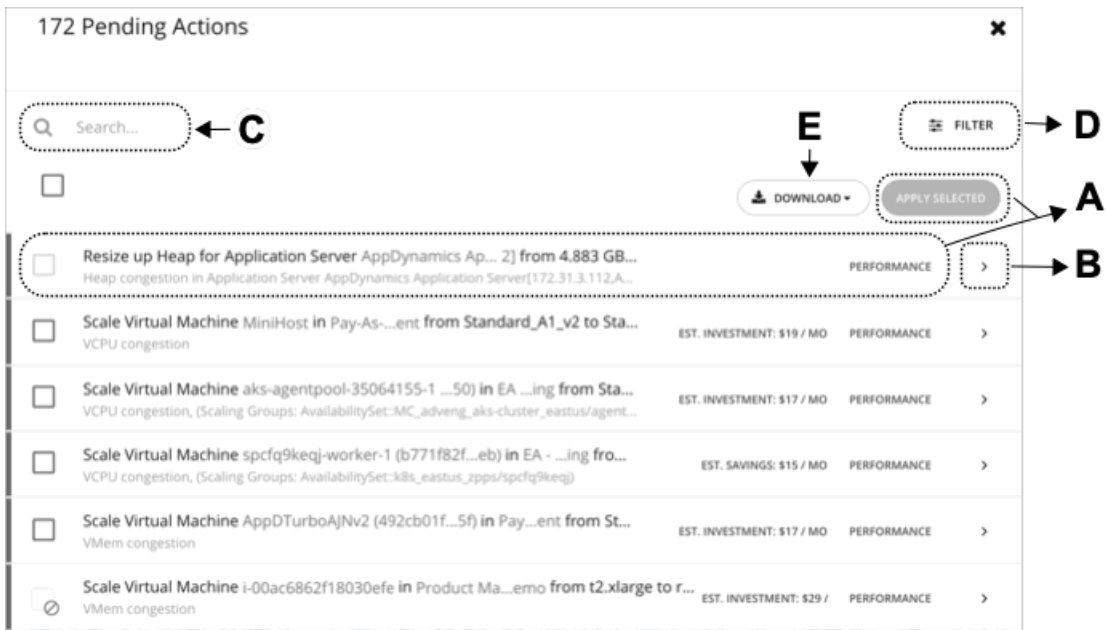 172 Pending Actions
Search...
C
E
FILTER
D
DOWNLOAD
APPLY SELECTED
A
Resize up Heap for Application Server AppDynamics Ap... 2] from 4.883 GB...
PERFORMANCE
B
Heap congestion in Application Server AppDynamics Application Server[172.31.3.112,A...
Scale Virtual Machine MiniHost in Pay-As-...ent from Standard_A1_v2 to Sta...
EST. INVESTMENT: $19 / MO PERFORMANCE
VCPU congestion
Scale Virtual Machine aks-agentpool-35064155-1 ...50) in EA ...ing from Sta...
EST. INVESTMENT: $17 / MO PERFORMANCE
VCPU congestion, (Scaling Groups: AvailabilitySet::MC_adveng_aks-cluster_eastus/agent...
Scale Virtual Machine spcfq9keqj-worker-1 (b771f82f...eb) in EA - ...ing fro...
EST. SAVINGS: $15 / MO PERFORMANCE
VCPU congestion, (Scaling Groups: AvailabilitySet::k8s_eastus_zpps/spcfq9keqj)
Scale Virtual Machine AppDTurboAJNv2 (492cb01f...5f) in Pay...ent from St...
EST. INVESTMENT: $17 / MO PERFORMANCE
VMem congestion
Scale Virtual Machine i-00ac6862f18030efe in Product Ma...emo from t2.xlarge to r...
EST. INVESTMENT: $29 / PERFORMANCE
VMem congestion